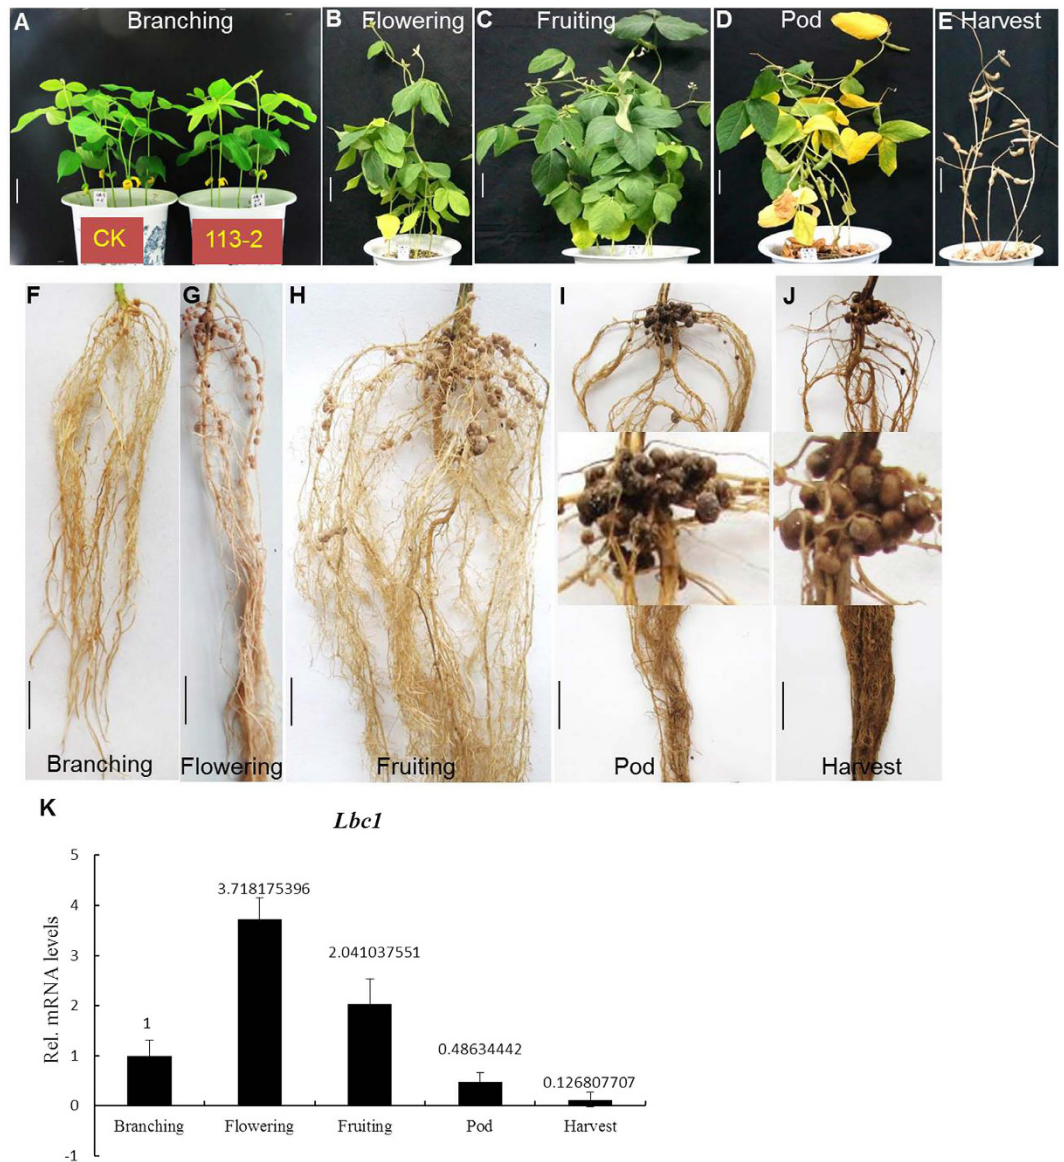 A Branching
B Flowering
C Fruiting
D Pod
E Harvest
CK
113-2
F
G
H
I
J
Branching
Flowering
Fruiting
Pod
Harvest
K
Lbc1
Rel. mRNA levels
5
4
3
2
1
0
-1
1
3.718175396
2.041037551
0.48634442
0.126807707
Branching
Flowering
Fruiting
Pod
Harvest